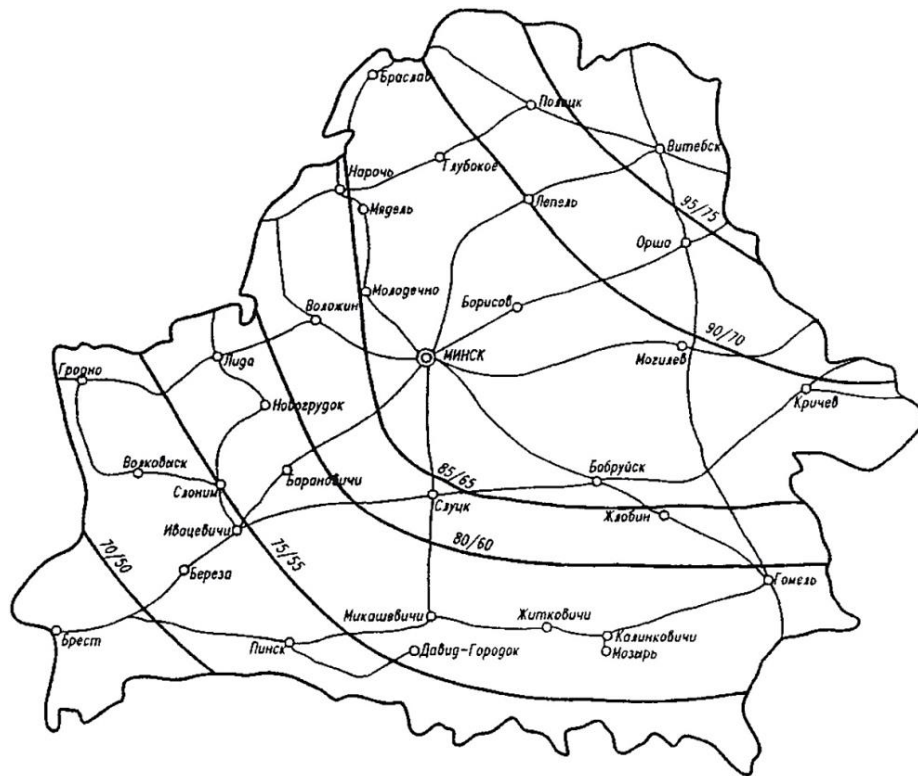 Браслав
Полоцк
Витебск
Глубокое
Нарочь
Мядель
Лепель
95/75
Орша
Молодечно
Борисов
Воложин
90/70
МИНСК
Могилев
Лида
Гродно
Кричев
Новогрудок
Волковыск
Барановичи
Бобруйск
85/65
Слоним
Слуцк
Жлобин
Ивацевичи
80/60
70/50
75/55
Береза
Гомель
Микашевичи
Житковичи
Брест
Пинск
Калинковичи
Давид-Городок
Мозырь